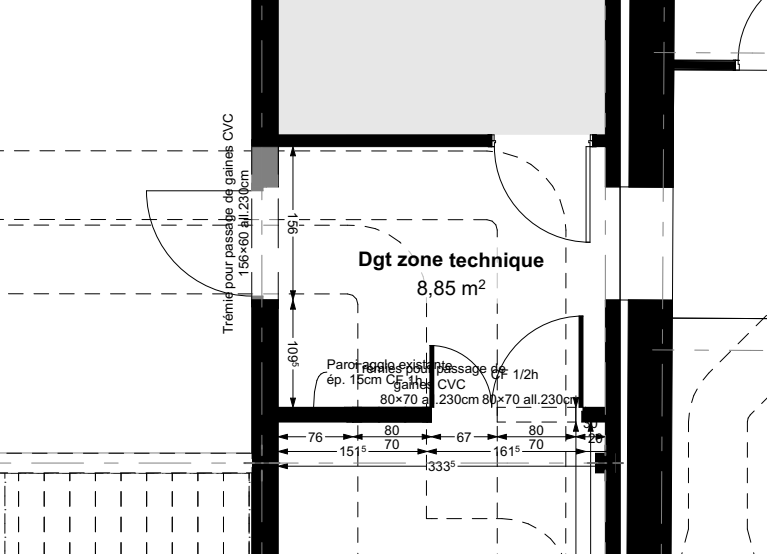 Trémie pour passage de gaines CVC
156×60 all.230cm
156
Dgt zone technique
8,85 m²
109⁵
Paroi agglo existante
ép. 15cm CF 1h
Trémies pour passage de
gaines CVC
CF 1/2h
80×70 all.230cm 80×70 all.230cm
76
80
70
67
80
70
151⁵
161⁵
333⁵